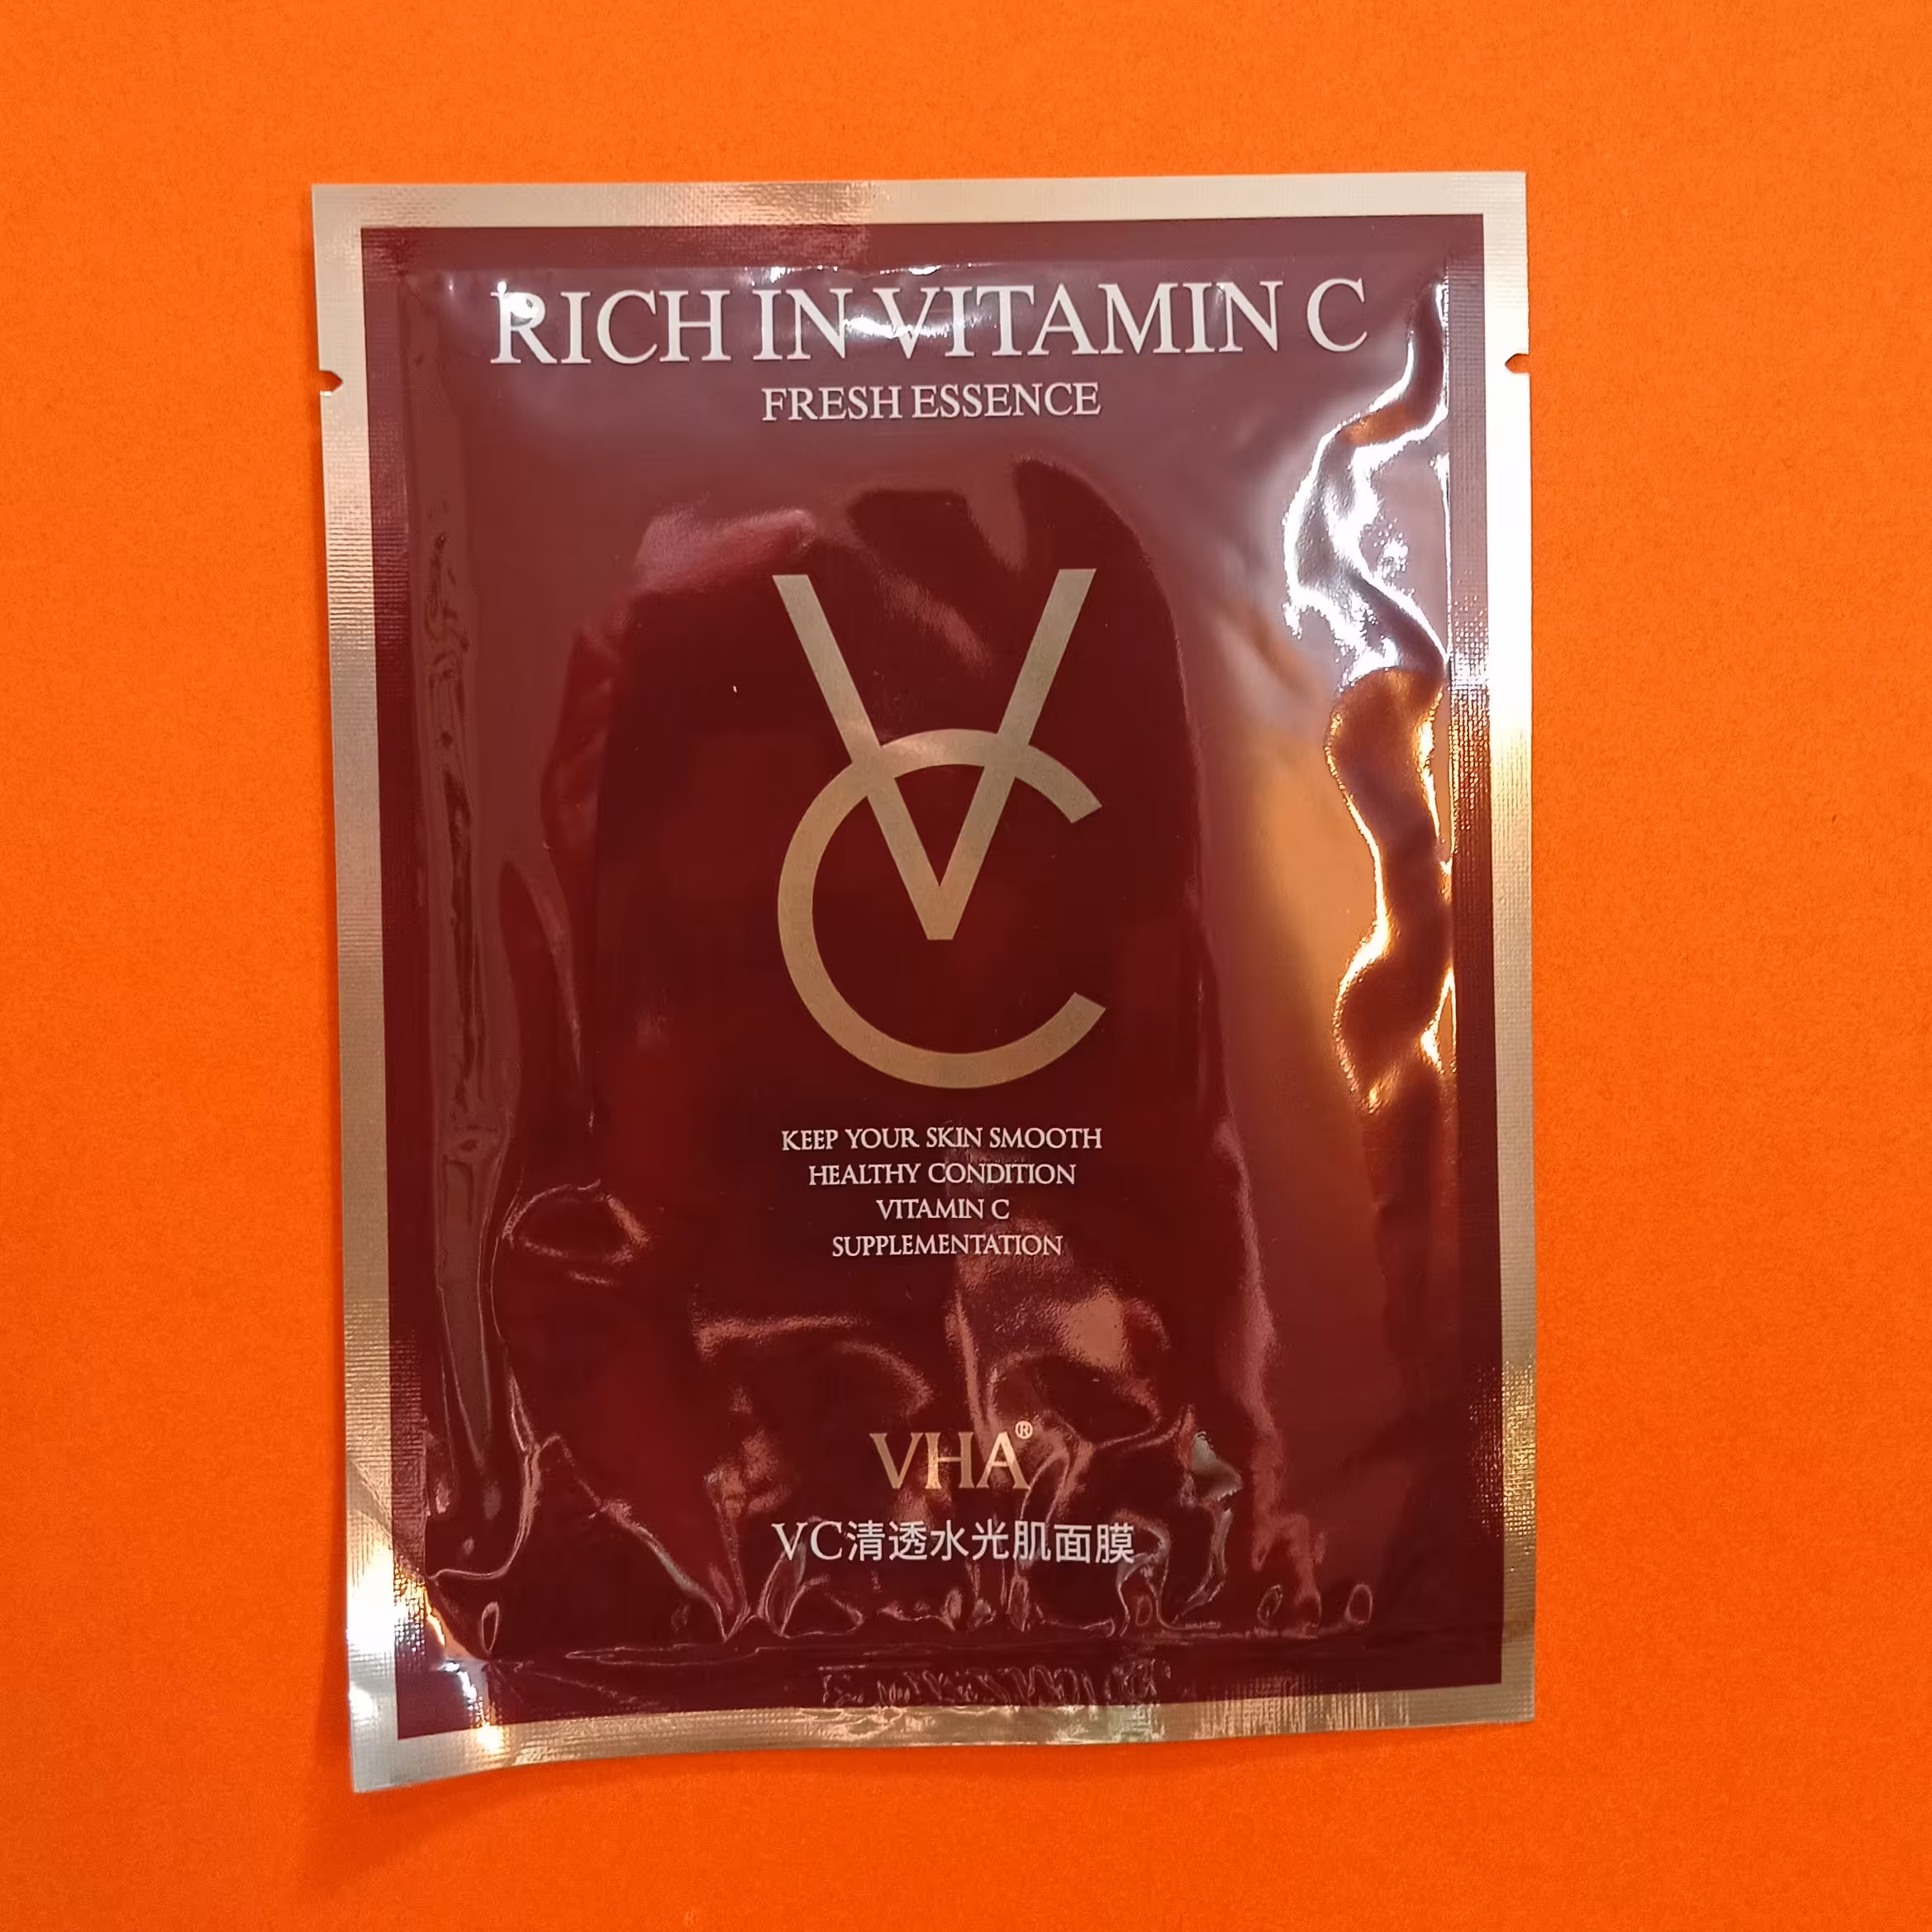 RICH IN VITAMIN C
FRESH ESSENCE
VC
KEEP YOUR SKIN SMOOTH
HEALTHY CONDITION
VITAMIN C
SUPPLEMENTATION
VHA®
VC清透水光肌面膜